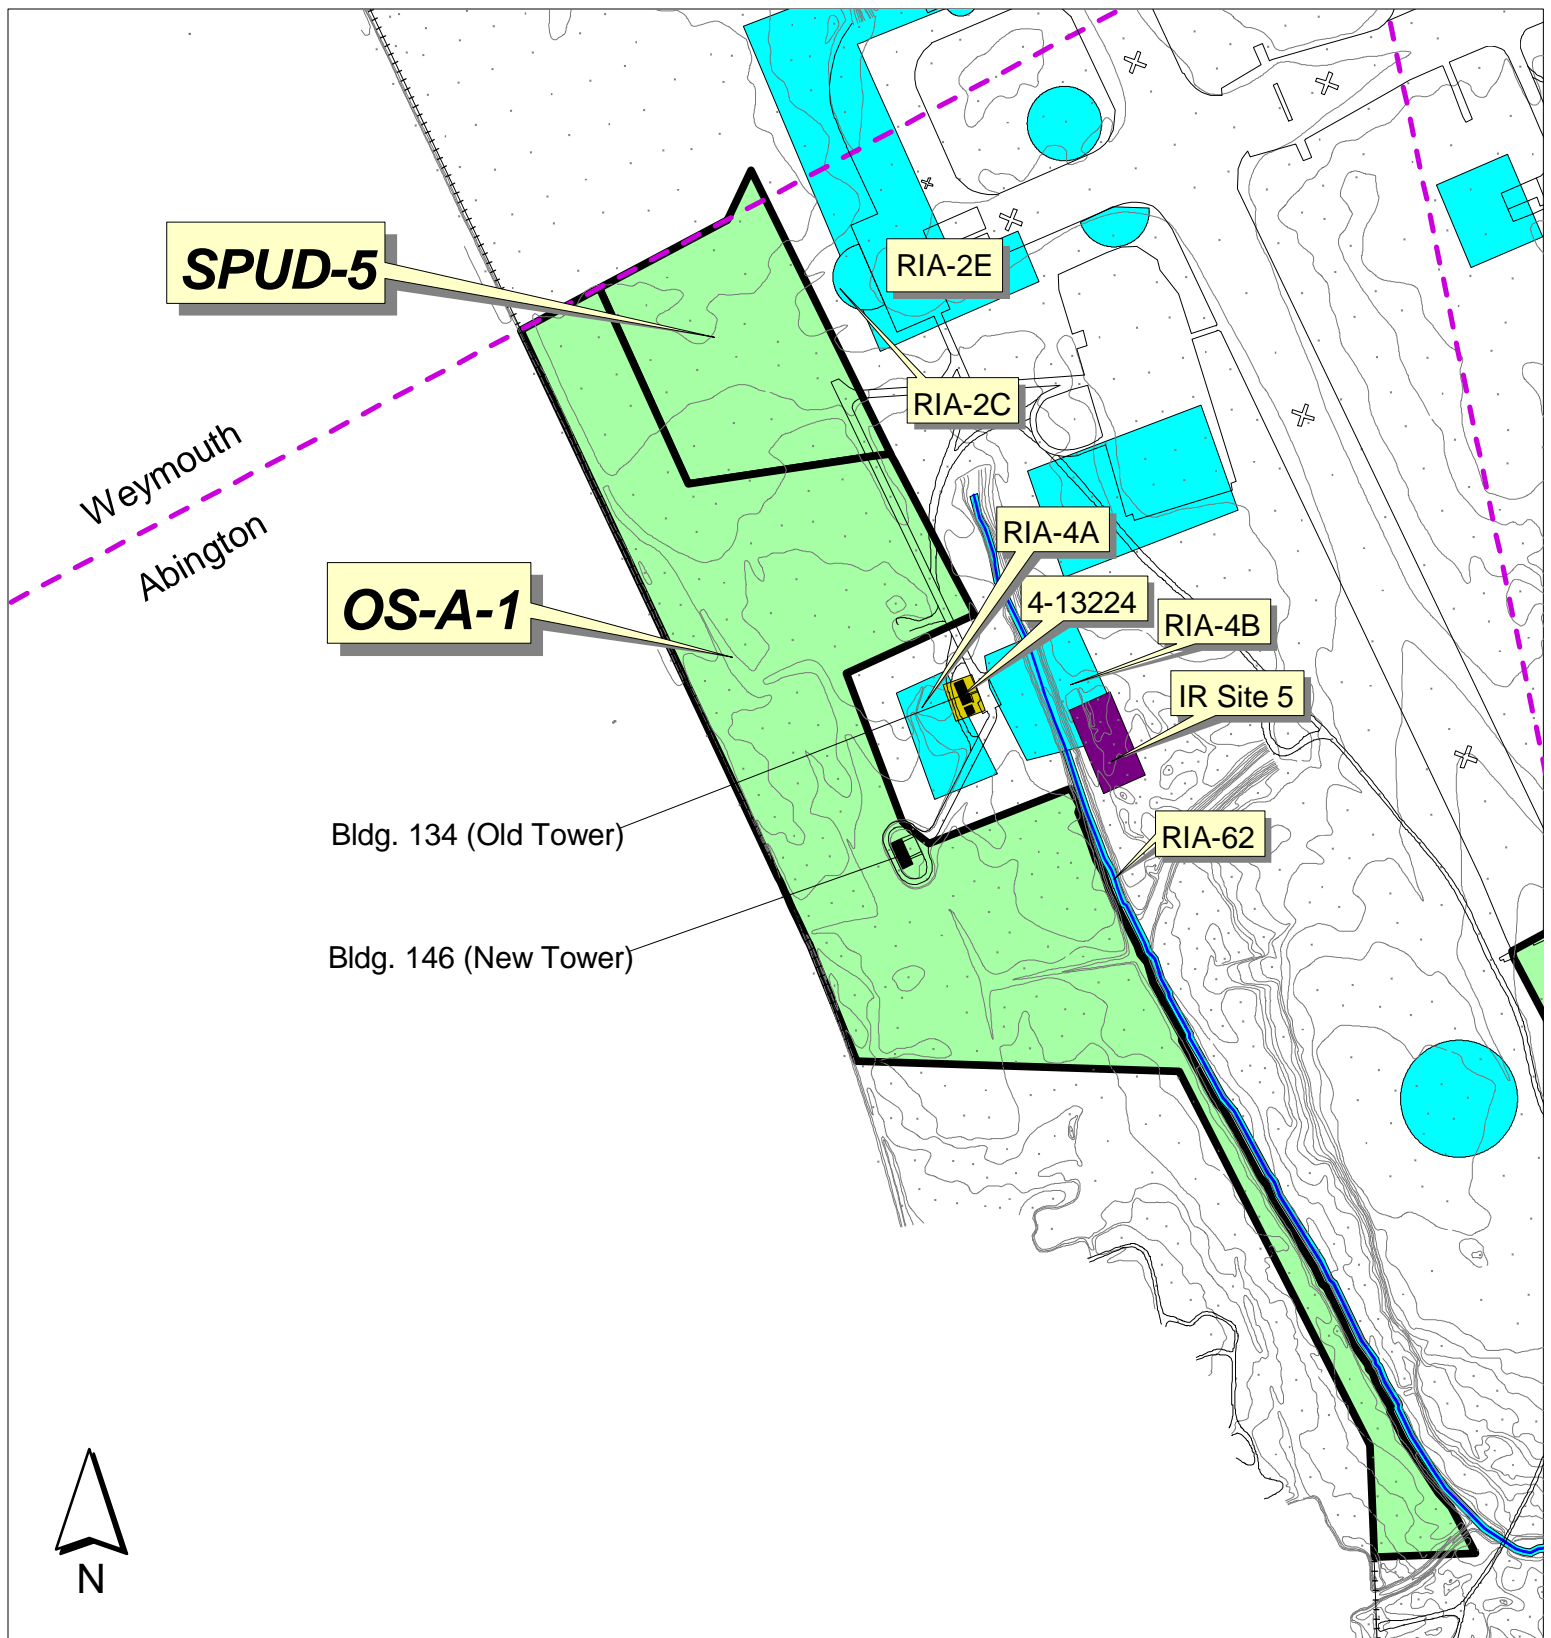 SPUD-5
RIA-2E
RIA-2C
Weymouth
Abington
RIA-4A
OS-A-1
4-13224
RIA-4B
IR Site 5
Bldg. 134 (Old Tower)
RIA-62
Bldg. 146 (New Tower)
N